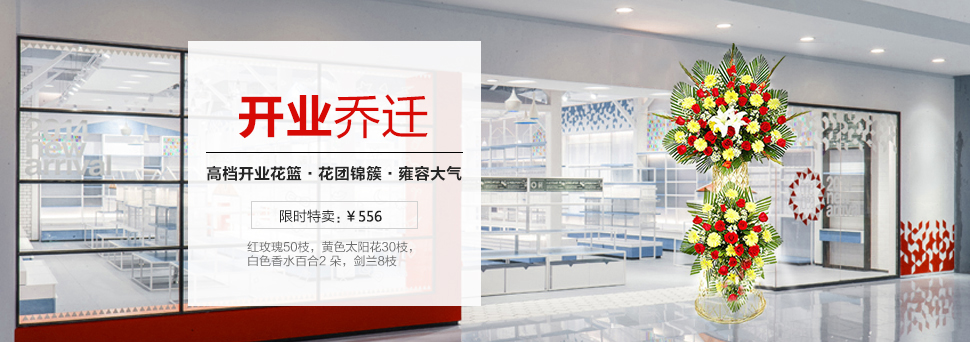 开业乔迁
高档开业花篮·花团锦簇·雍容大气
限时特卖：¥556
红玫瑰50枝，黄色太阳花30枝，
白色香水百合2 朵，剑兰8枝